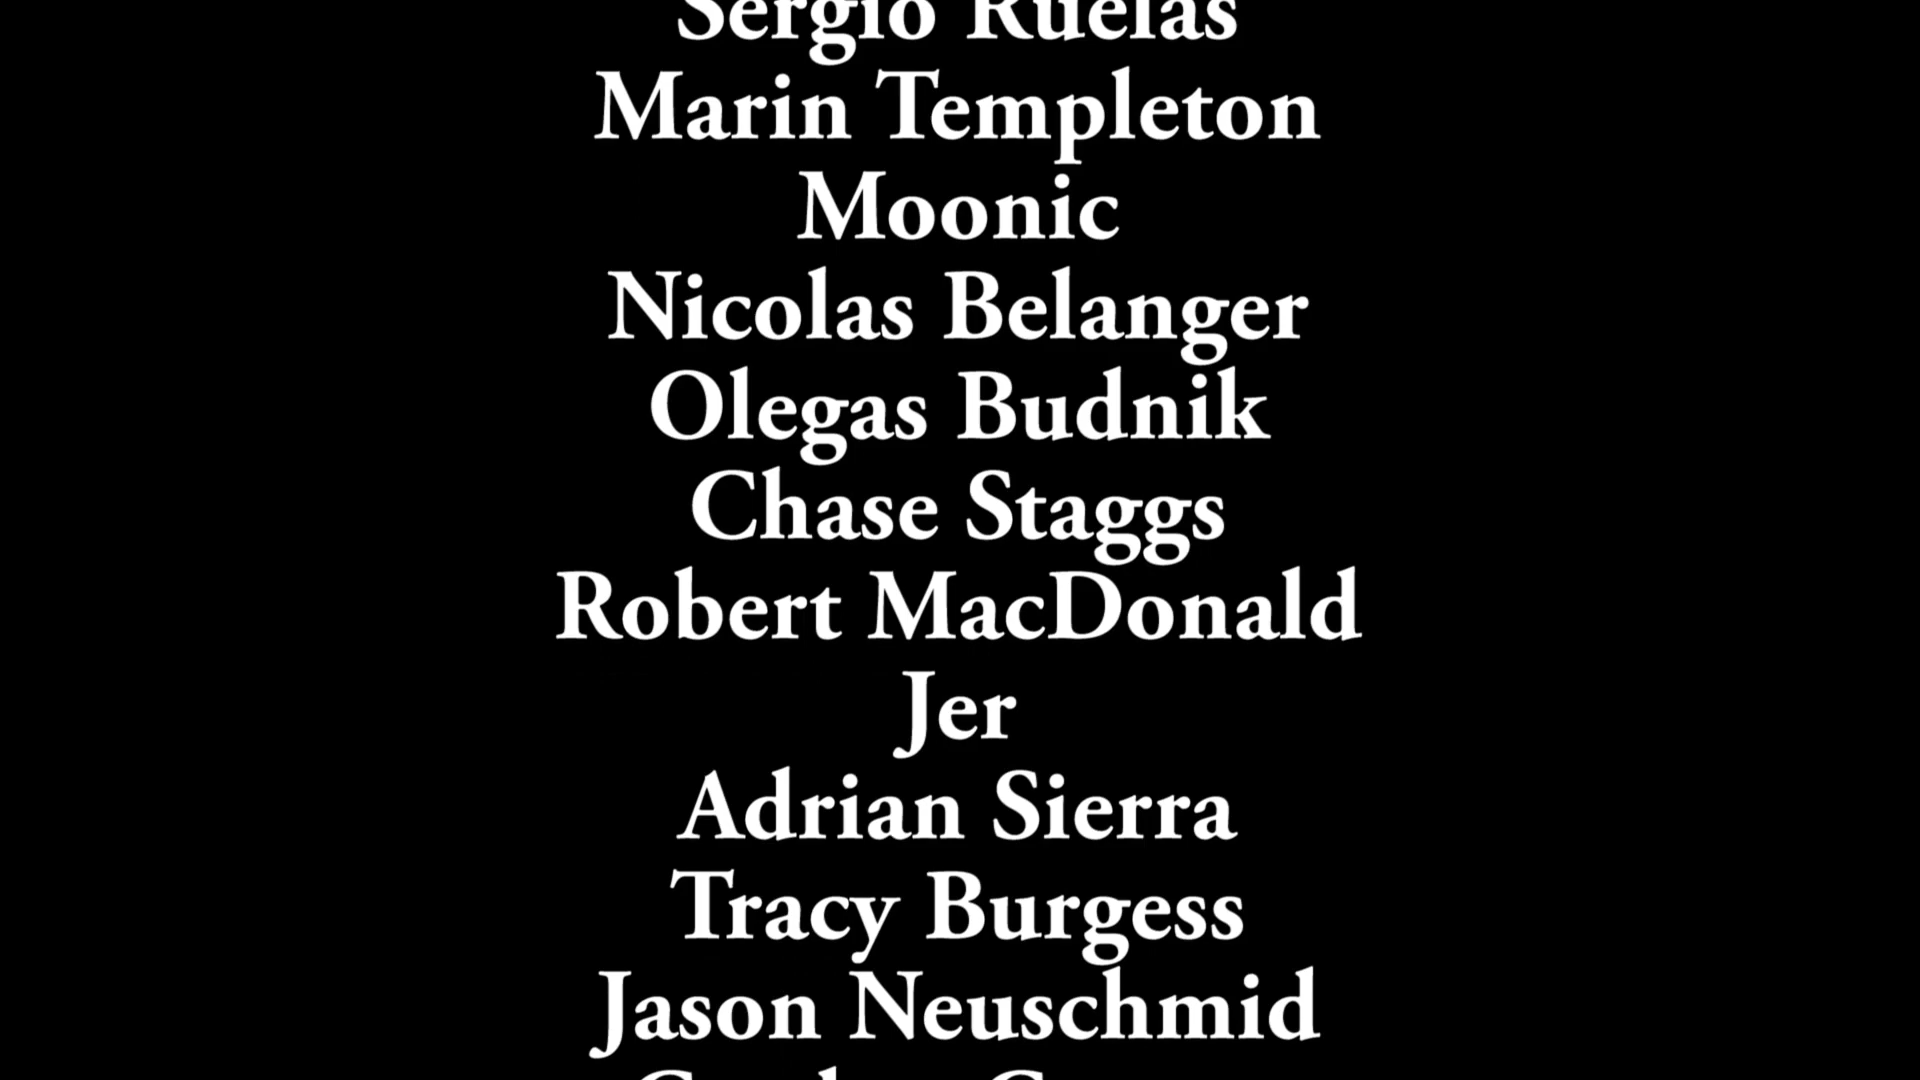 Sergio Ruelas
Marin Templeton
Moonic
Nicolas Belanger
Olegas Budnik
Chase Staggs
Robert MacDonald
Jer
Adrian Sierra
Tracy Burgess
Jason Neuschmid